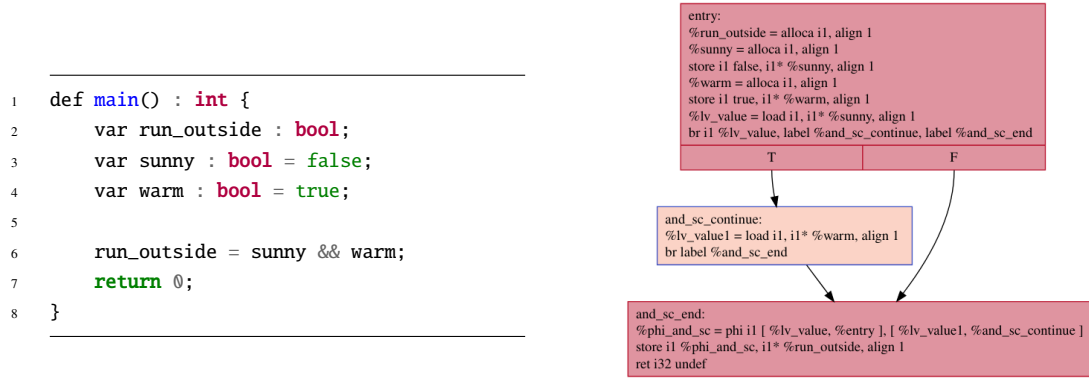 1 def main() : int {
2 var run_outside : bool;
3 var sunny : bool = false;
4 var warm : bool = true;
5
6 run_outside = sunny && warm;
7 return 0;
8 }
entry:
%run_outside = alloca i1, align 1
%sunny = alloca i1, align 1
store i1 false, i1* %sunny, align 1
%warm = alloca i1, align 1
store i1 true, i1* %warm, align 1
%lv_value = load i1, i1* %sunny, align 1
br i1 %lv_value, label %and_sc_continue, label %and_sc_end
T F
and_sc_continue:
%lv_value1 = load i1, i1* %warm, align 1
br label %and_sc_end
and_sc_end:
%phi_and_sc = phi i1 [ %lv_value, %entry ], [ %lv_value1, %and_sc_continue ]
store i1 %phi_and_sc, i1* %run_outside, align 1
ret i32 undef